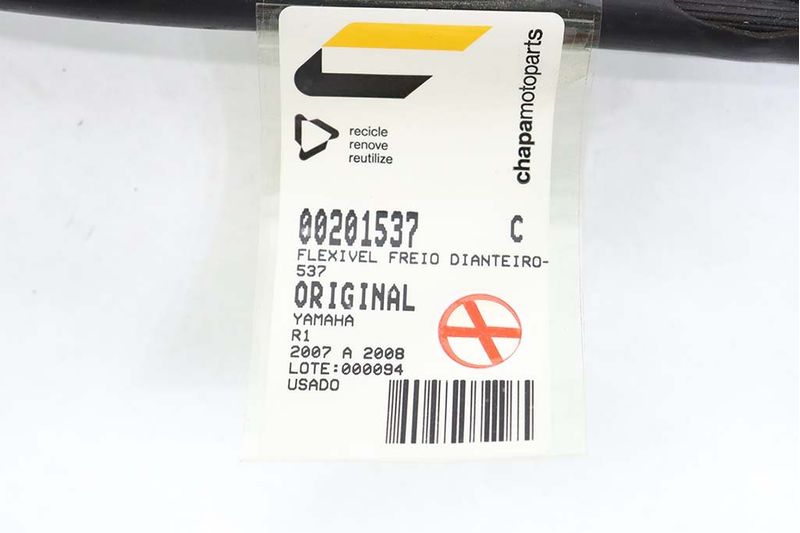 recicle
renove
reutilize
chapamotoparts
00201537 C
FLEXIVEL FREIO DIANTEIRO-
537
ORIGINAL
YAMAHA
R1
2007 A 2008
LOTE:000094
USADO